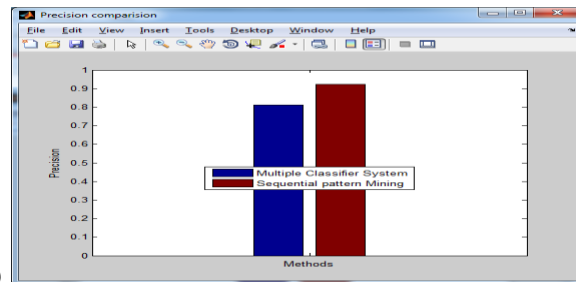 Precision comparision
File Edit View Insert Tools Desktop Window Help
1
0.9
0.8
0.7
0.6
0.5
0.4
0.3
0.2
0.1
0
Precision
Multiple Classifier System
Sequential pattern Mining
Methods
)